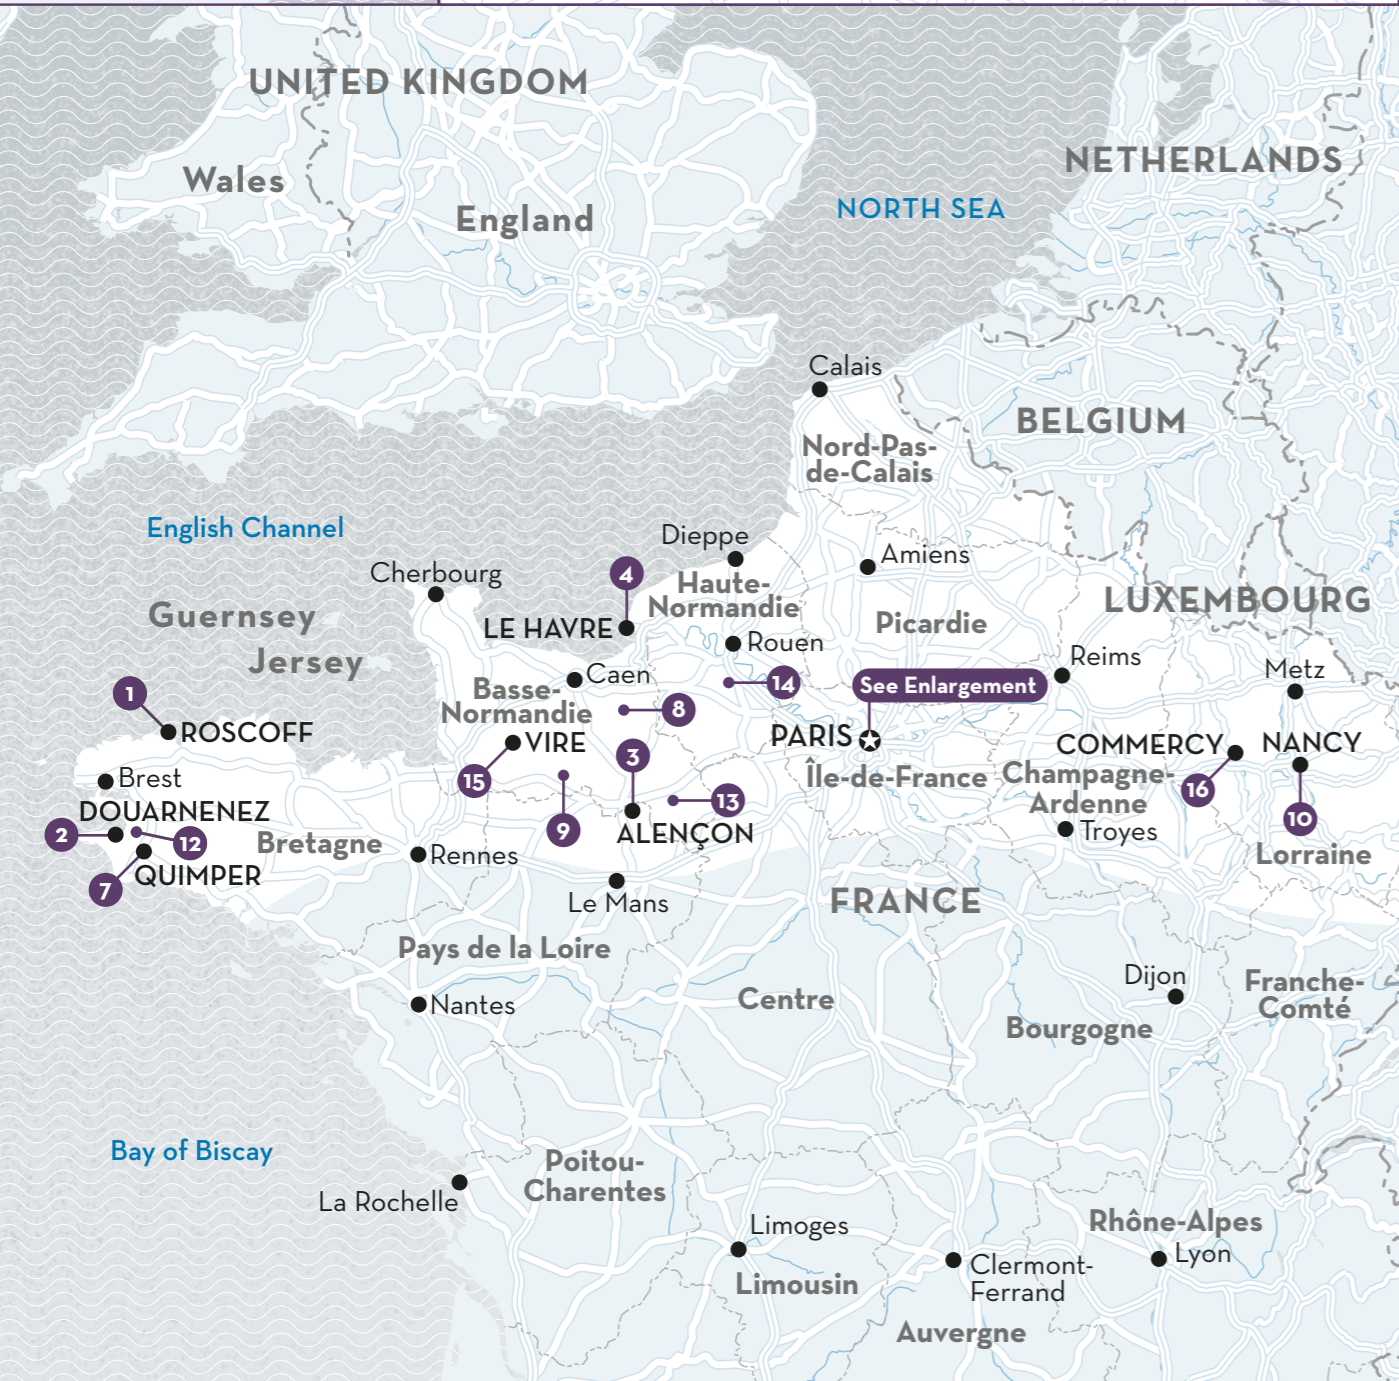 UNITED KINGDOM
NETHERLANDS
Wales
NORTH SEA
England
Calais
BELGIUM
Nord-Pas-
de-Calais
English Channel
Dieppe
Amiens
Cherbourg
4
Haute-
Normandie
LUXEMBOURG
Guernsey
LE HAVRE
Picardie
Rouen
Jersey
Reims
Metz
Caen
14
See Enlargement
1
Basse-
Normandie
8
ROSCOFF
VIRE
PARIS
COMMERCY
NANCY
3
Brest
15
Île-de-France
Champagne-
Ardenne
16
13
DOUARNENEZ
10
2
12
9
ALENÇON
Troyes
Bretagne
Rennes
Lorraine
QUIMPER
7
Le Mans
FRANCE
Pays de la Loire
Dijon
Franche-
Comté
Nantes
Centre
Bourgogne
Bay of Biscay
Poitou-
Charentes
La Rochelle
Limoges
Rhône-Alpes
Lyon
Clermont-
Ferrand
Limousin
Auvergne